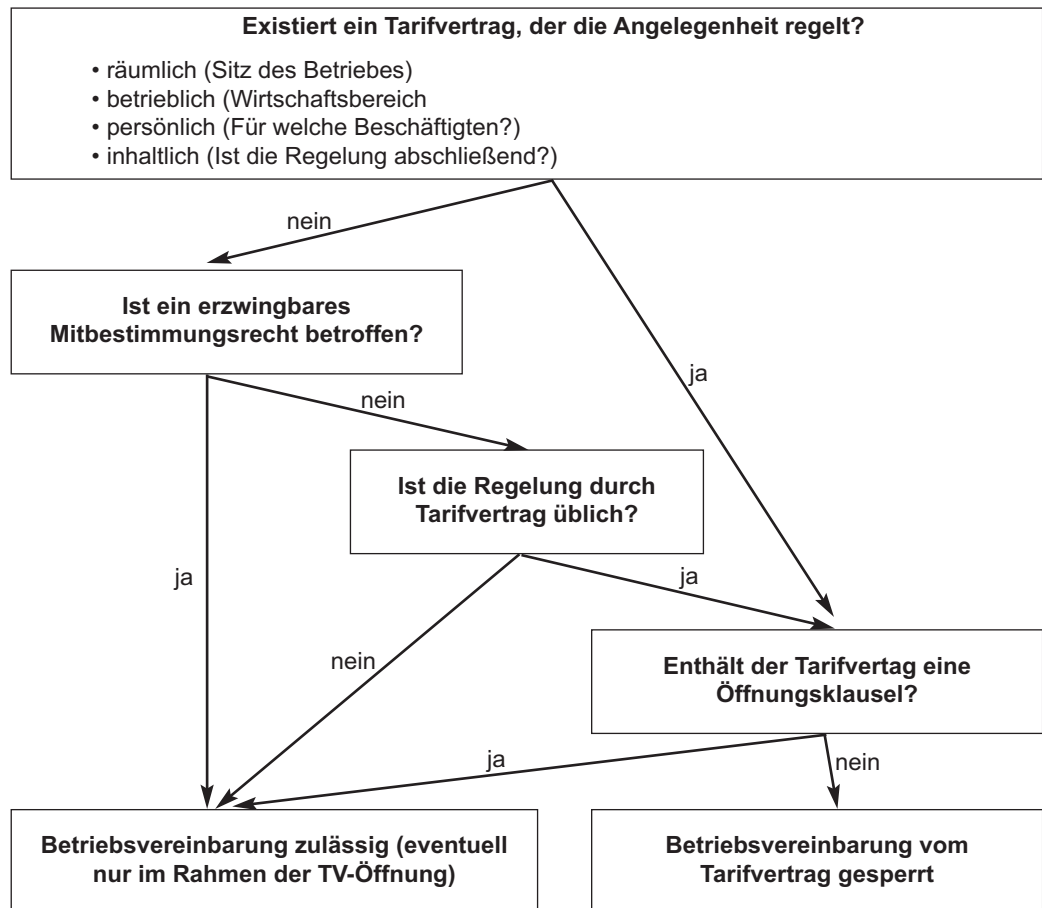 Existiert ein Tarifvertrag, der die Angelegenheit regelt?
• räumlich (Sitz des Betriebes)
• betrieblich (Wirtschaftsbereich
• persönlich (Für welche Beschäftigten?)
• inhaltlich (Ist die Regelung abschließend?)
nein
Ist ein erzwingbares
Mitbestimmungsrecht betroffen?
ja
nein
Ist die Regelung durch
Tarifvertrag üblich?
ja
ja
nein
Enthält der Tarifvertag eine
Öffnungsklausel?
ja
nein
Betriebsvereinbarung zulässig (eventuell
nur im Rahmen der TV-Öffnung)
Betriebsvereinbarung vom
Tarifvertrag gesperrt